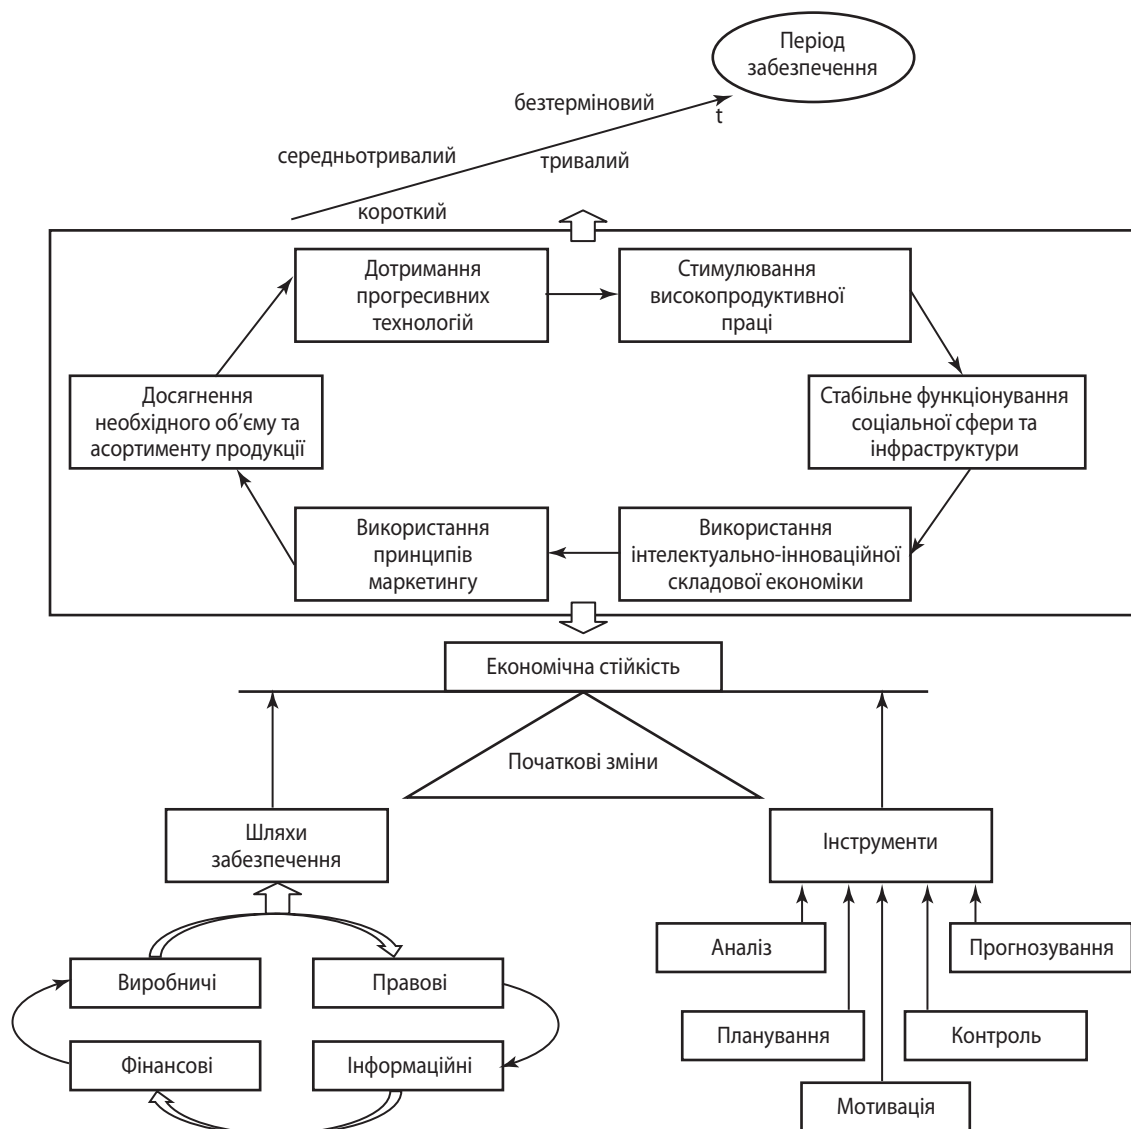 Період
забезпечення
безтерміновий
t
середньотривалий
тривалий
короткий
Дотримання
прогресивних
технологій
Стимулювання
високопродуктивної
праці
Досягнення
необхідного об’єму та
асортименту продукції
Стабільне функціонування
соціальної сфери та
інфраструктури
Використання
принципів
маркетингу
Використання
інтелектуально-інноваційної
складової економіки
Економічна стійкість
Початкові зміни
Шляхи
забезпечення
Інструменти
Аналіз
Прогнозування
Виробничі
Правові
Планування
Контроль
Фінансові
Інформаційні
Мотивація